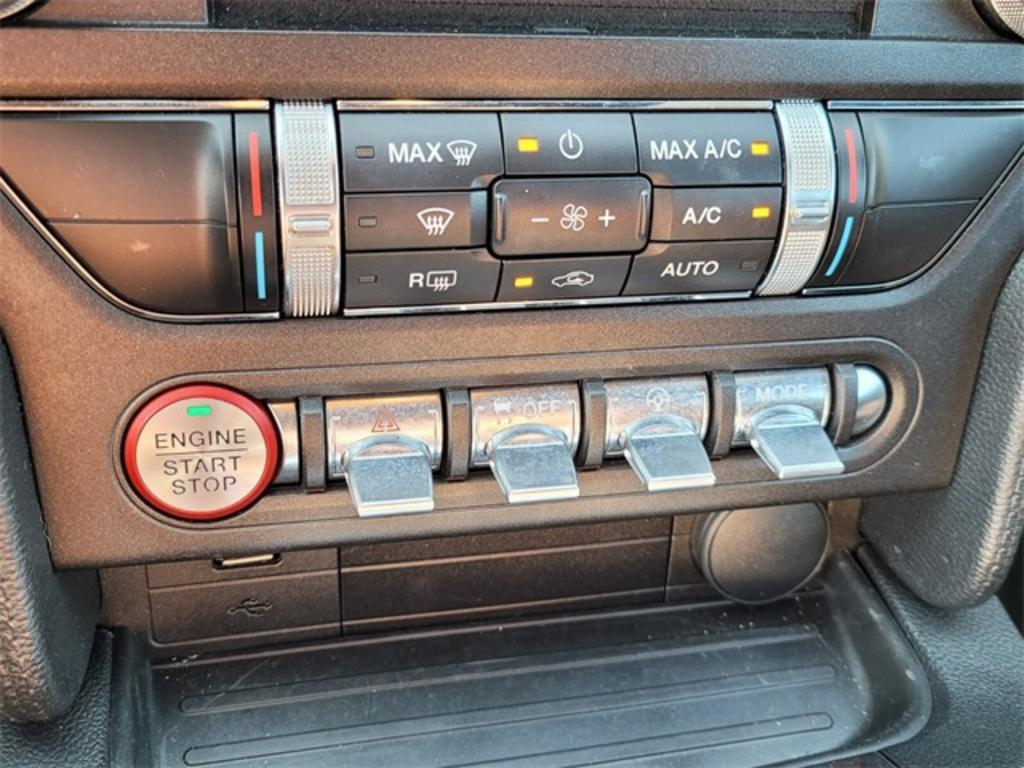 MAX
MAX A/C
- +
A/C
R
AUTO
ENGINE
START
STOP
OFF
MODE